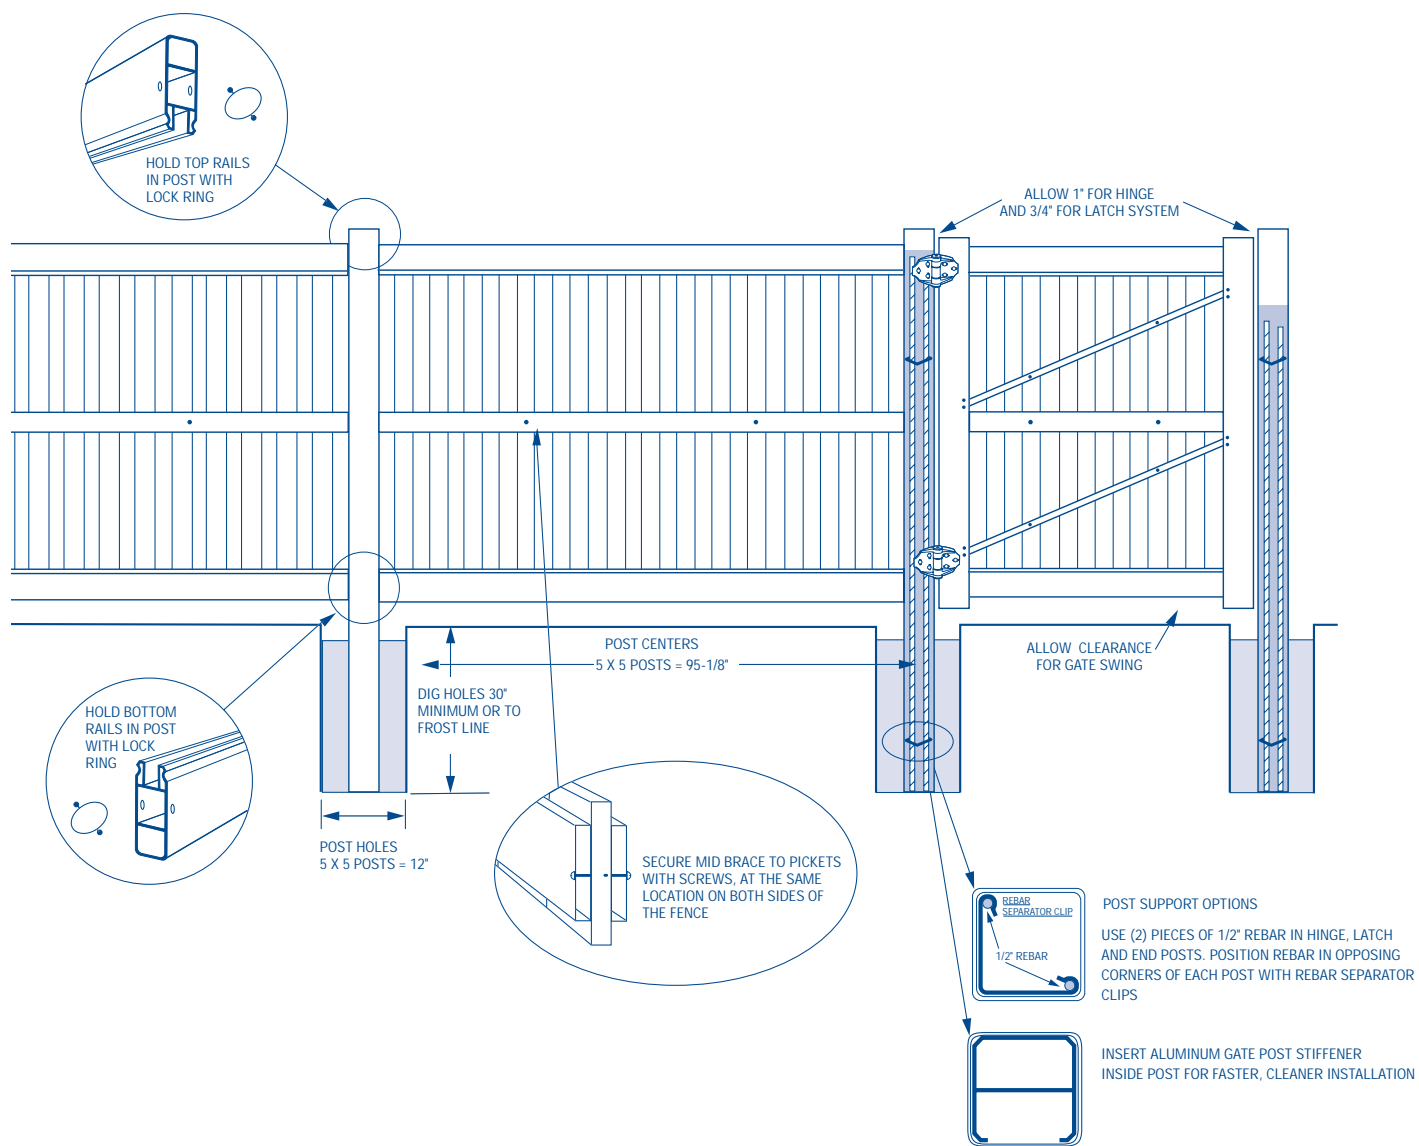 HOLD TOP RAILS
IN POST WITH
LOCK RING
ALLOW 1" FOR HINGE
AND 3/4" FOR LATCH SYSTEM
POST CENTERS
5 X 5 POSTS = 95-1/8"
ALLOW CLEARANCE
FOR GATE SWING
DIG HOLES 30"
MINIMUM OR TO
FROST LINE
HOLD BOTTOM
RAILS IN POST
WITH LOCK
RING
POST HOLES
5 X 5 POSTS = 12"
SECURE MID BRACE TO PICKETS
WITH SCREWS, AT THE SAME
LOCATION ON BOTH SIDES OF
THE FENCE
REBAR
SEPARATOR CLIP
1/2" REBAR
POST SUPPORT OPTIONS
USE (2) PIECES OF 1/2" REBAR IN HINGE, LATCH
AND END POSTS. POSITION REBAR IN OPPOSING
CORNERS OF EACH POST WITH REBAR SEPARATOR
CLIPS
INSERT ALUMINUM GATE POST STIFFENER
INSIDE POST FOR FASTER, CLEANER INSTALLATION